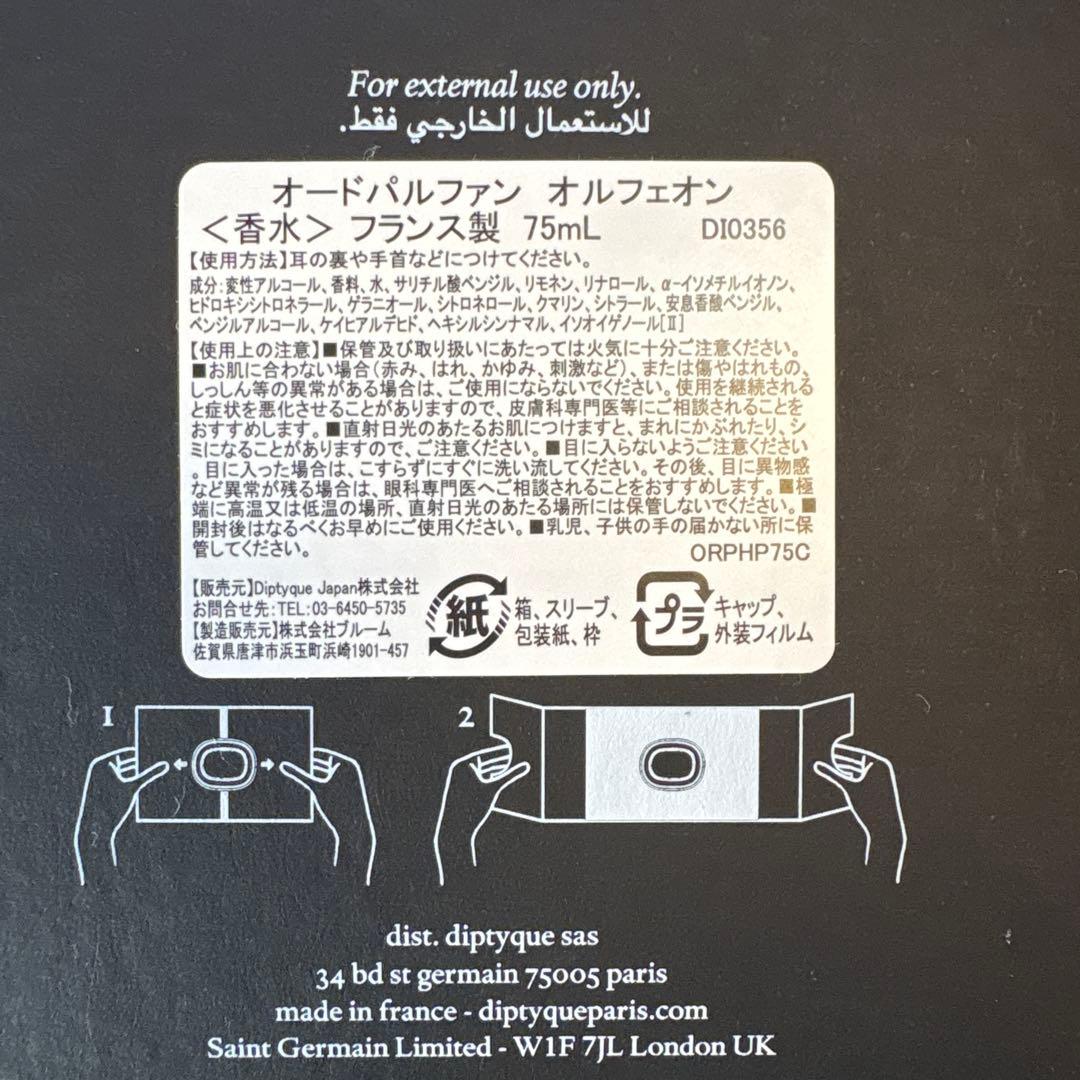 For external use only.
للاستعمال الخارجي فقط.
オードパルファン オルフェオン
＜香水＞ フランス製 75mL DI0356
【使用方法】耳の裏や手首などにつけてください。
成分:変性アルコール、香料、水、サリチル酸ベンジル、リモネン、リナロール、α-イソメチルイオノン、
ヒドロキシシトロネラール、ゲラニオール、シトロネロール、クマリン、シトラール、安息香酸ベンジル、
ベンジルアルコール、ケイヒアルデヒド、ヘキシルシンナマル、イソオイゲノール[Ⅱ]
【使用上の注意】■保管及び取り扱いにあたっては火気に十分ご注意ください。
■お肌に合わない場合(赤み、はれ、かゆみ、刺激など)、または傷やはれもの、
しっしん等の異常がある場合は、ご使用にならないでください。使用を継続される
と症状を悪化させることがありますので、皮膚科専門医等にご相談されることを
おすすめします。■直射日光のあたるお肌につけますと、まれにかぶれたり、シ
ミになることがありますので、ご注意ください。■目に入らないようご注意ください
。目に入った場合は、こすらずにすぐに洗い流してください。その後、目に異物感
など異常が残る場合は、眼科専門医へご相談されることをおすすめします。■極
端に高温又は低温の場所、直射日光のあたる場所には保管しないでください。■
開封後はなるべくお早めにご使用ください。■乳児、子供の手の届かない所に保
管してください。 ORPHP75C
【販売元】Diptyque Japan株式会社
お問合せ先:TEL:03-6450-5735
【製造販売元】株式会社ブルーム
佐賀県唐津市浜玉町浜崎1901-457
紙
箱、スリーブ、
包装紙、枠
プラ
キャップ、
外装フィルム
1 2
dist. diptyque sas
34 bd st germain 75005 paris
made in france - diptyqueparis.com
Saint Germain Limited - W1F 7JL London UK